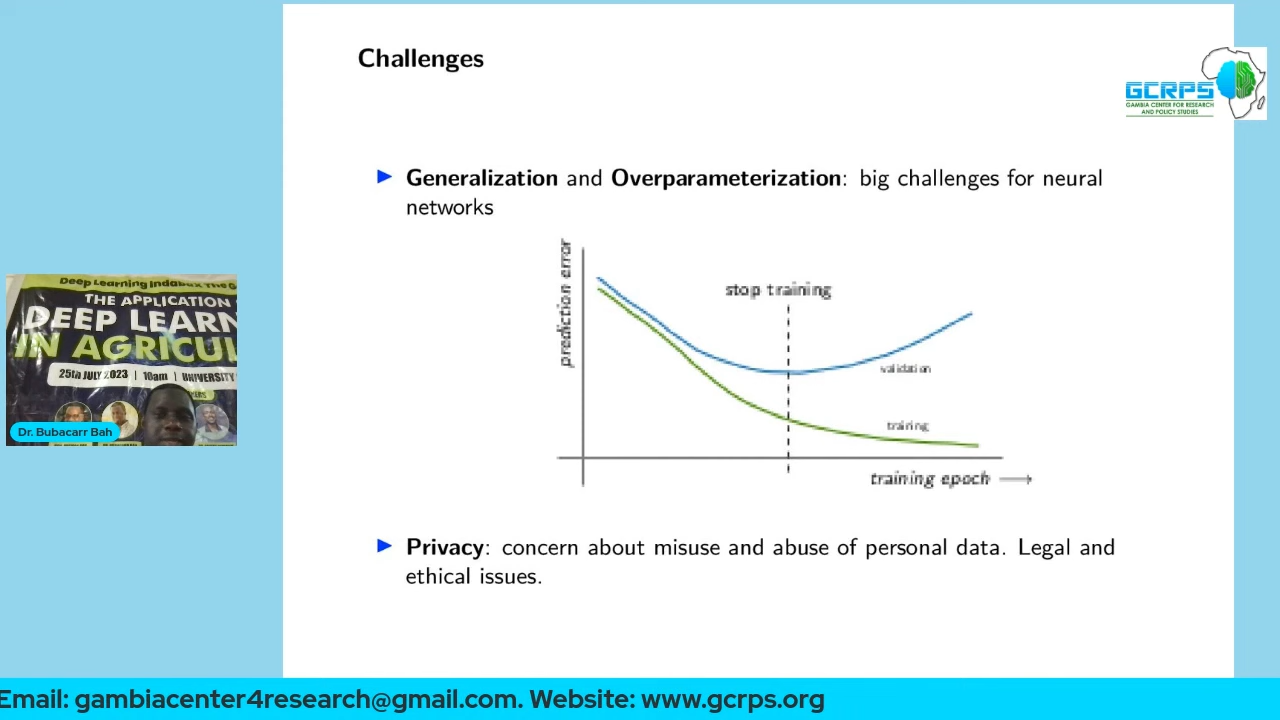 Challenges
GCRPS
GAMBIA CENTER FOR RESEARCH
AND POLICY STUDIES
Generalization and Overparameterization: big challenges for neural
networks
prediction error
stop training
validation
training
training epoch
Privacy: concern about misuse and abuse of personal data. Legal and
ethical issues.
Deep Learning Indaba
THE APPLICATION
DEEP LEARN
IN AGRICUL
25th JULY 2023 | 10am | UNIVERSITY
Dr. Bubacarr Bah
Email: gambiacenter4research@gmail.com. Website: www.gcrps.org